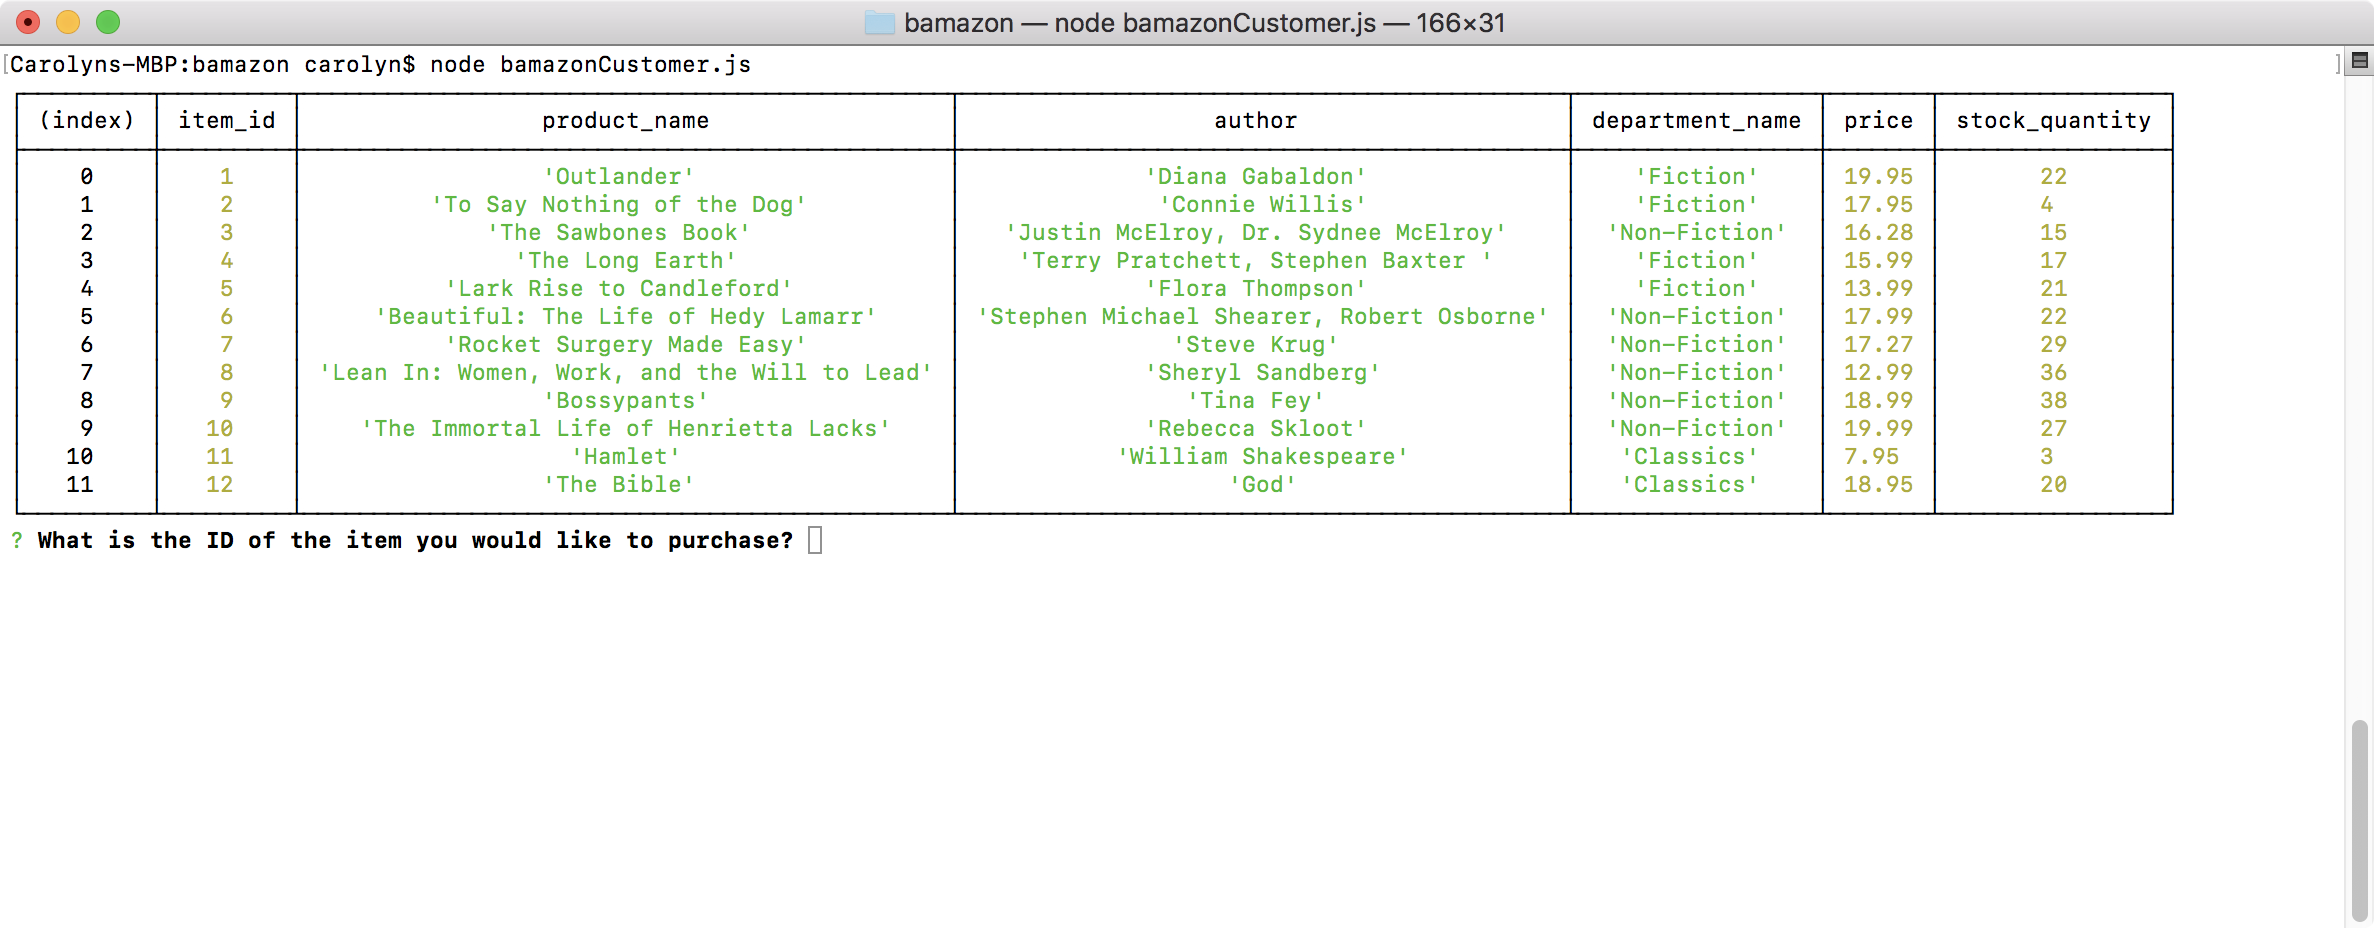 bamazon — node bamazonCustomer.js — 166×31
[Carolyns-MBP:bamazon carolyn$ node bamazonCustomer.js ]
(index) item_id product_name author department_name price stock_quantity
0 1 'Outlander' 'Diana Gabaldon' 'Fiction' 19.95 22
1 2 'To Say Nothing of the Dog' 'Connie Willis' 'Fiction' 17.95 4
2 3 'The Sawbones Book' 'Justin McElroy, Dr. Sydnee McElroy' 'Non-Fiction' 16.28 15
3 4 'The Long Earth' 'Terry Pratchett, Stephen Baxter ' 'Fiction' 15.99 17
4 5 'Lark Rise to Candleford' 'Flora Thompson' 'Fiction' 13.99 21
5 6 'Beautiful: The Life of Hedy Lamarr' 'Stephen Michael Shearer, Robert Osborne' 'Non-Fiction' 17.99 22
6 7 'Rocket Surgery Made Easy' 'Steve Krug' 'Non-Fiction' 17.27 29
7 8 'Lean In: Women, Work, and the Will to Lead' 'Sheryl Sandberg' 'Non-Fiction' 12.99 36
8 9 'Bossypants' 'Tina Fey' 'Non-Fiction' 18.99 38
9 10 'The Immortal Life of Henrietta Lacks' 'Rebecca Skloot' 'Non-Fiction' 19.99 27
10 11 'Hamlet' 'William Shakespeare' 'Classics' 7.95 3
11 12 'The Bible' 'God' 'Classics' 18.95 20
? What is the ID of the item you would like to purchase?